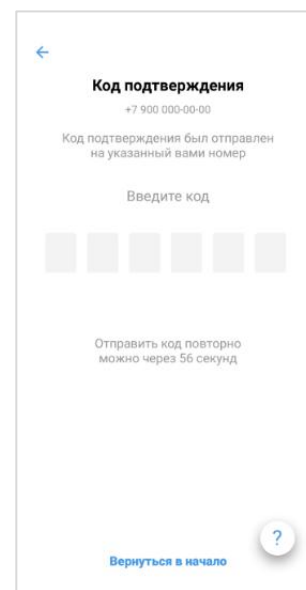 Код подтверждения
+7 900 000-00-00
Код подтверждения был отправлен
на указанный вами номер
Введите код
Отправить код повторно
можно через 56 секунд
?
Вернуться в начало